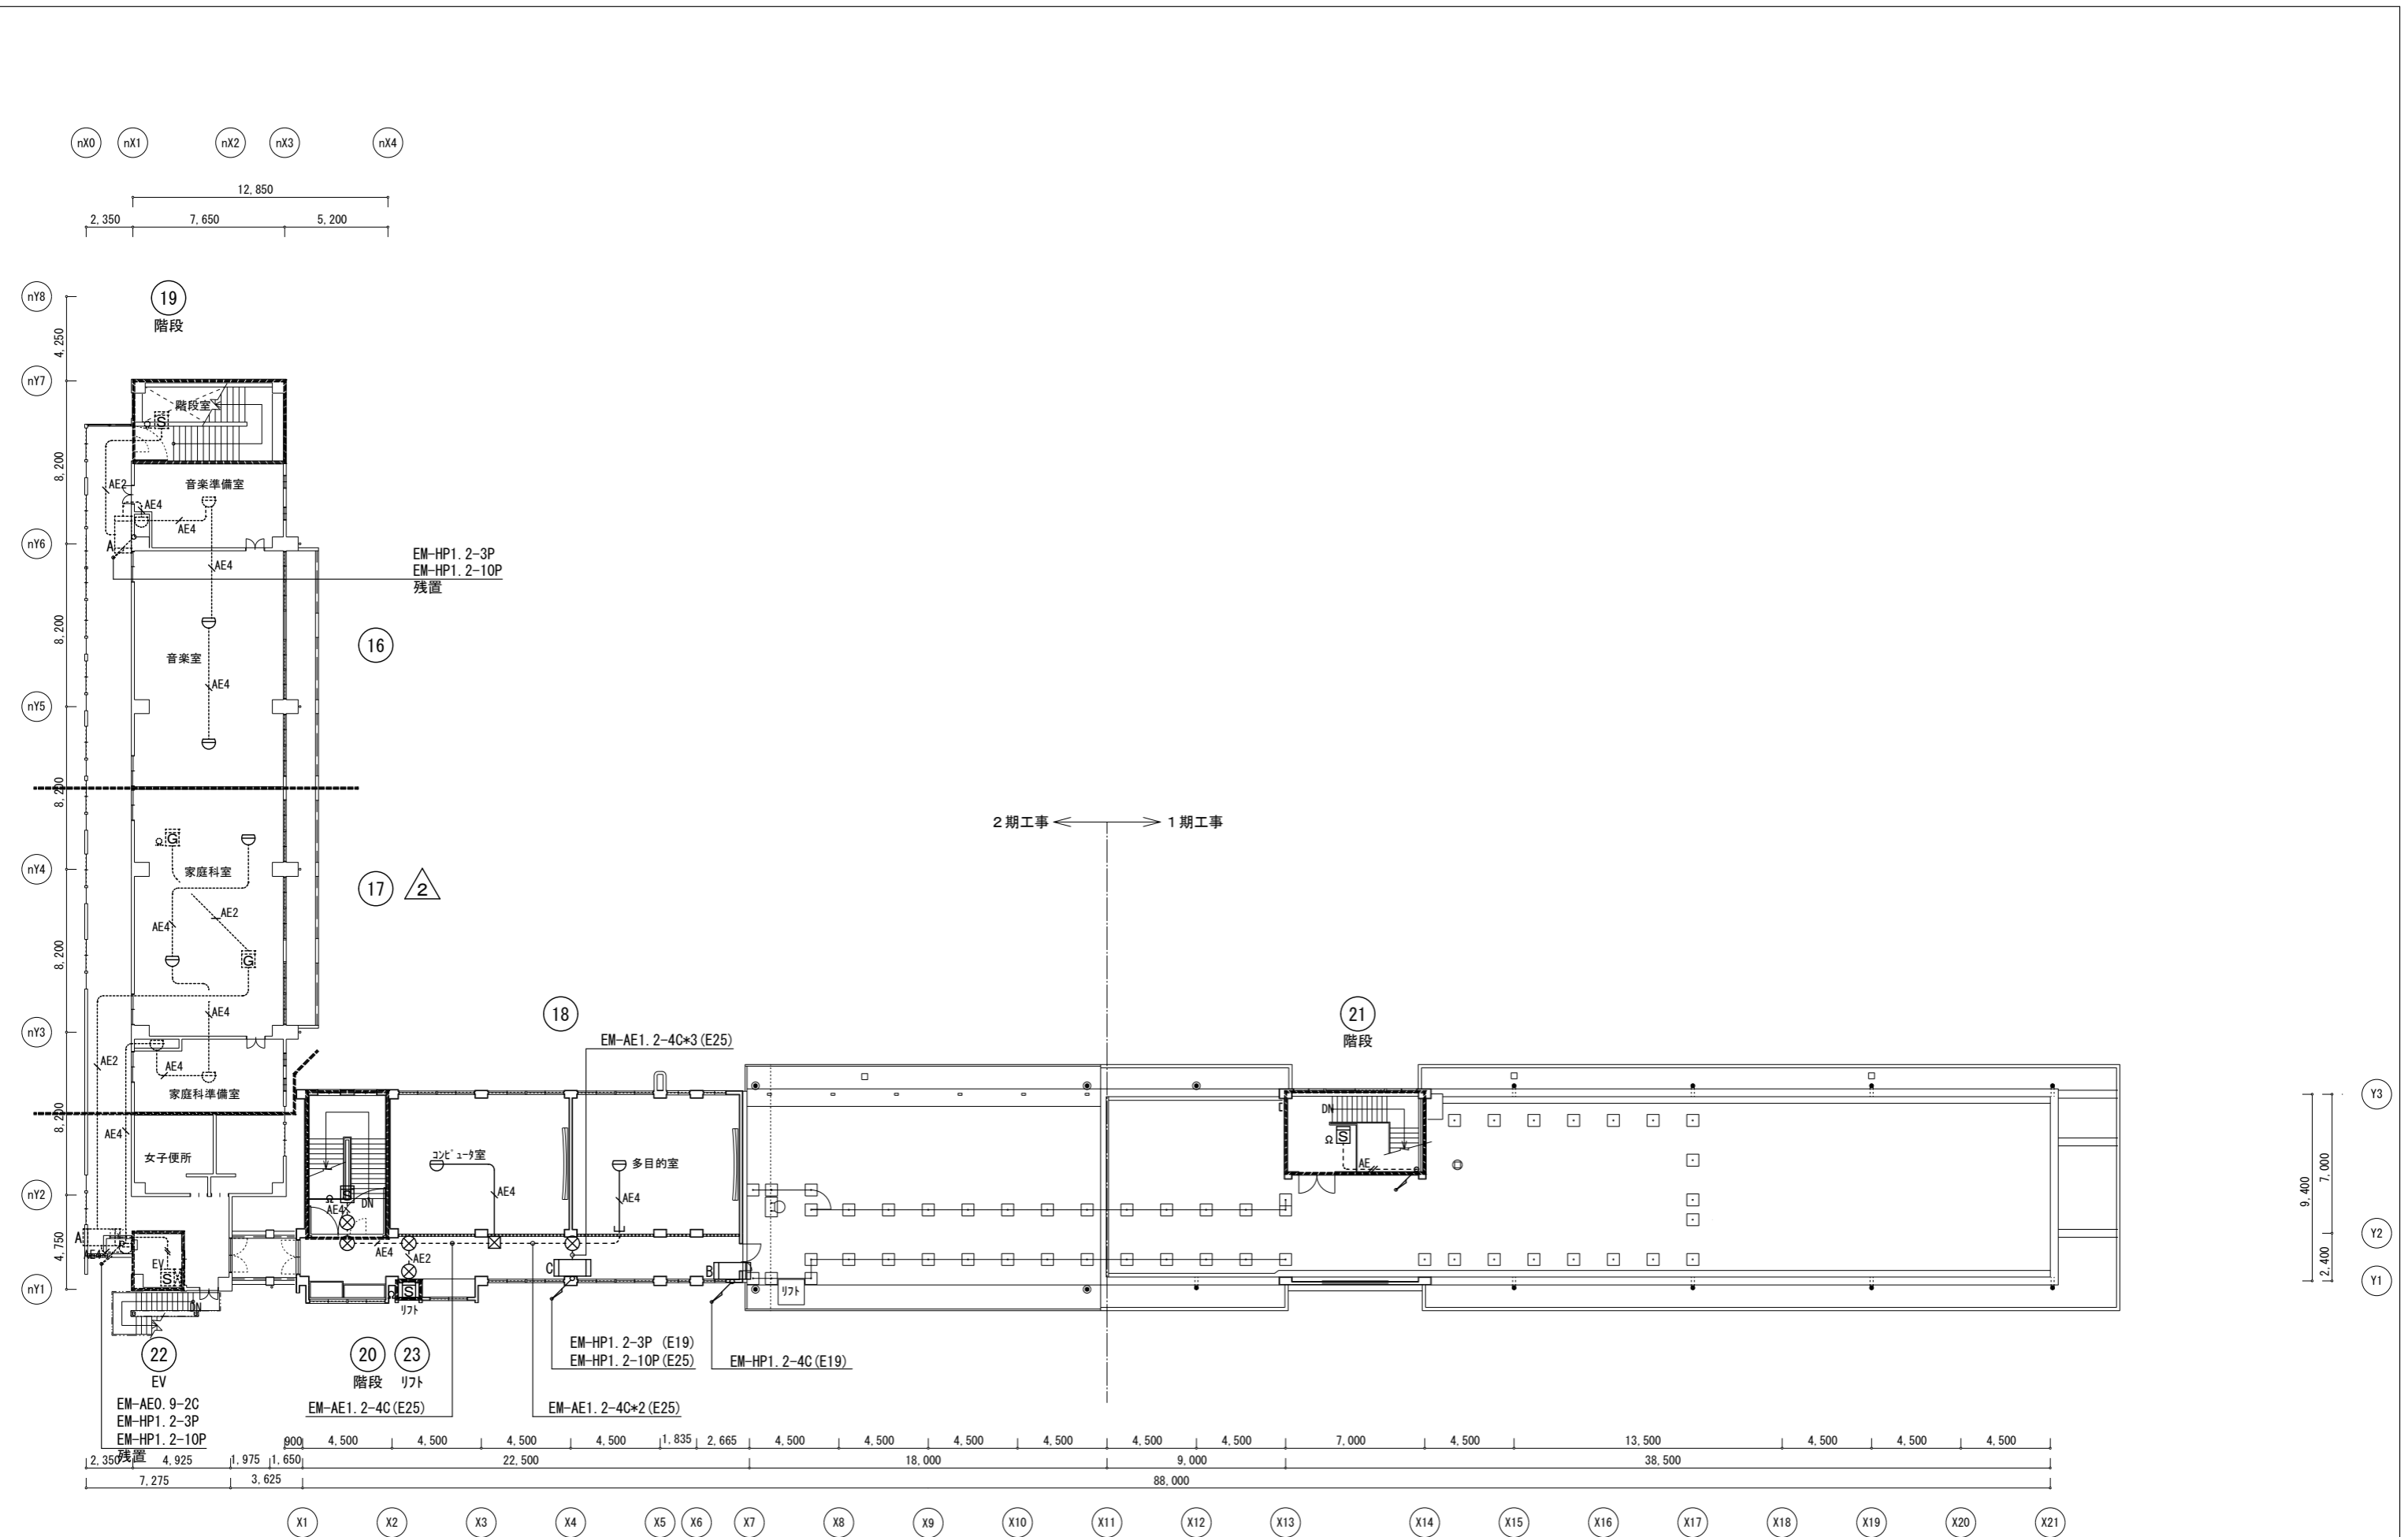 nX0 nX1 nX2 nX3 nX4
12,850
2,350 7,650 5,200
nY8
19
階段
4,250
nY7
階段室
S
Ω
8,200
AE2
音楽準備室
AE4
AE4
A
nY6
EM-HP1.2-3P
EM-HP1.2-10P
残置
AE4
8,200
16
音楽室
AE4
nY5
8,200
2期工事 1期工事
Ω G
家庭科室
nY4
17 2
AE2
AE4
8,200
G
AE4
18
21
階段
nY3
EM-AE1.2-4C*3(E25)
AE2
AE4
家庭科準備室
8,200
AE4
女子便所
コンピュータ室
多目的室
DN
S
Ω
AE
Y3
7,000
9,400
nY2
S
Ω
AE4
DN
AE4
AE4
4,750
A
AE4
EV
S
AE4
AE2
C
B
Y2
2,400
Y1
nY1
DN
Ω
S
リフト
リフト
22
EV
20
階段
23
リフト
EM-HP1.2-3P (E19)
EM-HP1.2-10P(E25)
EM-HP1.2-4C(E19)
EM-AE0.9-2C
EM-HP1.2-3P
EM-HP1.2-10P
残置
EM-AE1.2-4C(E25)
EM-AE1.2-4C*2(E25)
900 4,500 4,500 4,500 4,500 1,835 2,665 4,500 4,500 4,500 4,500 4,500 4,500 7,000 4,500 13,500 4,500 4,500 4,500
2,350 4,925 1,975 1,650 22,500 18,000 9,000 38,500
7,275 3,625 88,000
X1 X2 X3 X4 X5 X6 X7 X8 X9 X10 X11 X12 X13 X14 X15 X16 X17 X18 X19 X20 X21